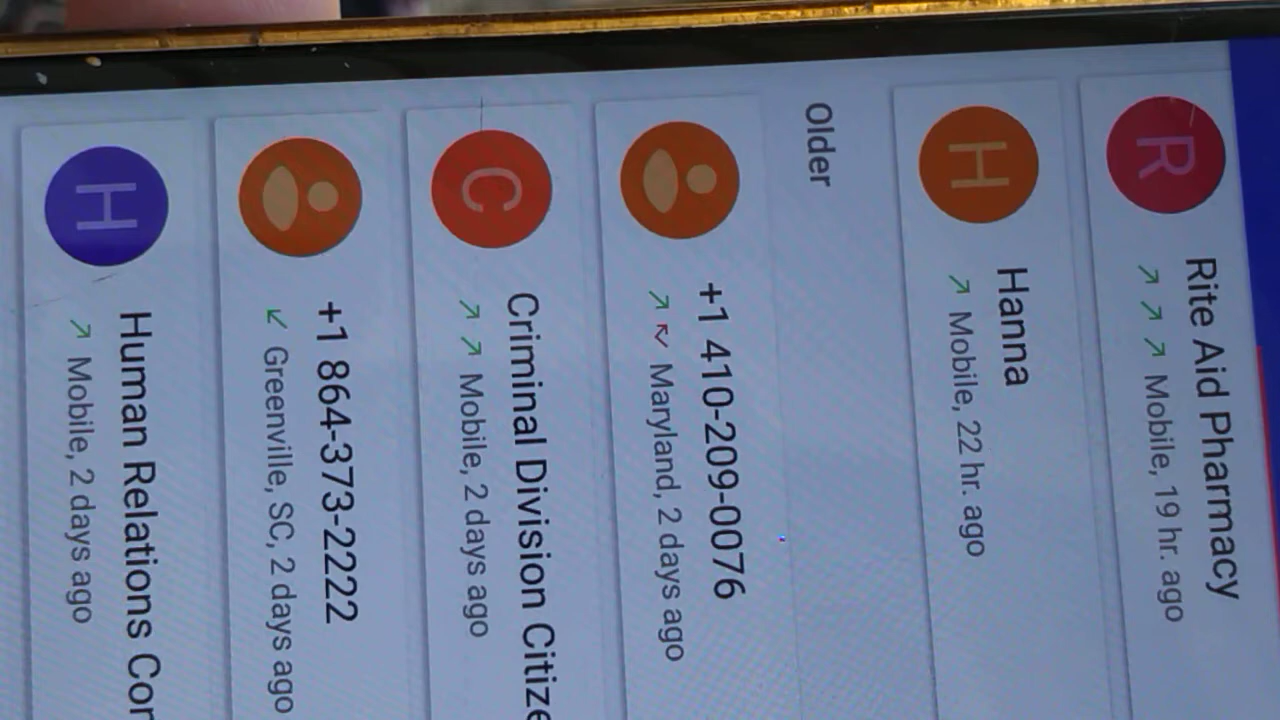 R
Rite Aid Pharmacy
Mobile, 19 hr. ago
H
Hanna
Mobile, 22 hr. ago
Older
+1 410-209-0076
Maryland, 2 days ago
C
Criminal Division Citize
Mobile, 2 days ago
+1 864-373-2222
Greenville, SC, 2 days ago
H
Human Relations Cor
Mobile, 2 days ago